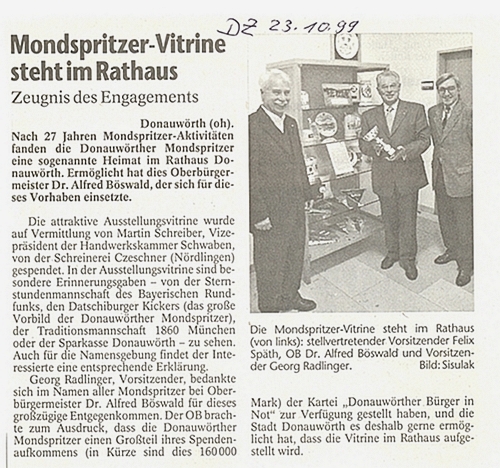 DZ 23.10.99
Mondspritzer-Vitrine
steht im Rathaus
Zeugnis des Engagements
Donauwörth (oh).
Nach 27 Jahren Mondspritzer-Aktivitäten
fanden die Donauwörther Mondspritzer
eine sogenannte Heimat im Rathaus Do-
nauwörth. Ermöglicht hat dies Oberbürger-
meister Dr. Alfred Böswald, der sich für die-
ses Vorhaben einsetzte.
Die attraktive Ausstellungsvitrine wurde
auf Vermittlung von Martin Schreiber, Vize-
präsident der Handwerkskammer Schwaben,
von der Schreinerei Czeschner (Nördlingen)
gespendet. In der Ausstellungsvitrine sind be-
sondere Erinnerungsgaben – von der Stern-
stundenmannschaft des Bayerischen Rund-
funks, den Datschiburger Kickers (das große
Vorbild der Donauwörther Mondspritzer),
der Traditionsmannschaft 1860 München
oder der Sparkasse Donauwörth – zu sehen.
Auch für die Namensgebung findet der Inte-
ressierte eine entsprechende Erklärung.
Georg Radlinger, Vorsitzender, bedankte
sich im Namen aller Mondspritzer bei Ober-
bürgermeister Dr. Alfred Böswald für dieses
großzügige Entgegenkommen. Der OB brach-
te zum Ausdruck, dass die Donauwörther
Mondspritzer einen Großteil ihres Spenden-
aufkommens (in Kürze sind dies 160 000
Die Mondspritzer-Vitrine steht im Rathaus
(von links): stellvertretender Vorsitzender Felix
Späth, OB Dr. Alfred Böswald und Vorsitzen-
der Georg Radlinger. Bild: Sisulak
Mark) der Kartei „Donauwörther Bürger in
Not" zur Verfügung gestellt haben, und die
Stadt Donauwörth es deshalb gerne ermög-
licht hat, dass die Vitrine im Rathaus aufge-
stellt wird.